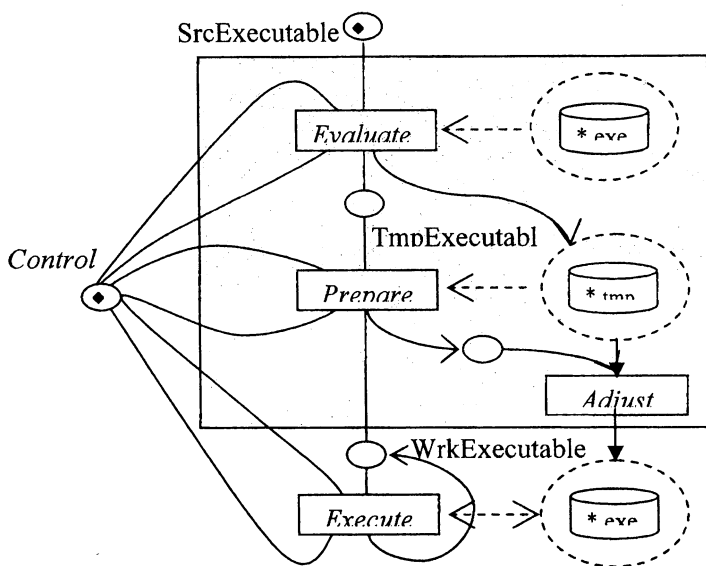 SrcExecutable
Evaluate
* exe
TmpExecutabl
Control
Prepare
* tmp
Adjust
WrkExecutable
Execute
* exe